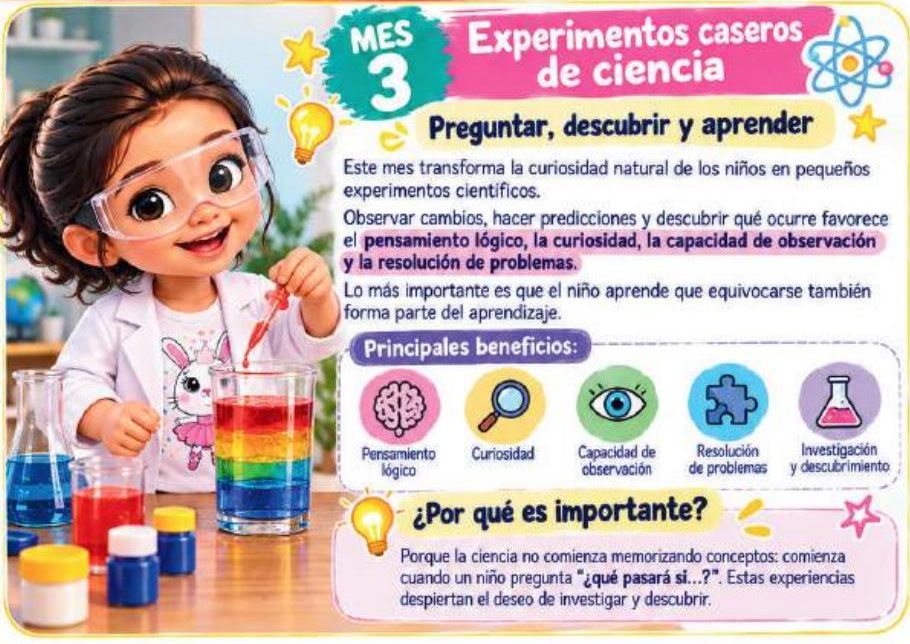 MES
3
Experimentos caseros
de ciencia
Preguntar, descubrir y aprender
Este mes transforma la curiosidad natural de los niños en pequeños
experimentos científicos.
Observar cambios, hacer predicciones y descubrir qué ocurre favorece
el pensamiento lógico, la curiosidad, la capacidad de observación
y la resolución de problemas.
Lo más importante es que el niño aprende que equivocarse también
forma parte del aprendizaje.
Principales beneficios:
Pensamiento
lógico
Curiosidad
Capacidad de
observación
Resolución
de problemas
Investigación
y descubrimiento
¿Por qué es importante?
Porque la ciencia no comienza memorizando conceptos: comienza
cuando un niño pregunta "¿qué pasará si...?". Estas experiencias
despiertan el deseo de investigar y descubrir.